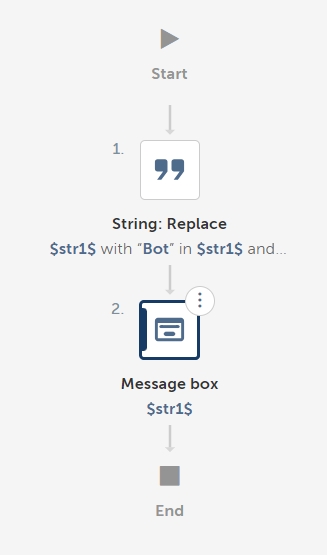 Start
1.
String: Replace
$str1$ with “Bot” in $str1$ and...
2.
Message box
$str1$
End